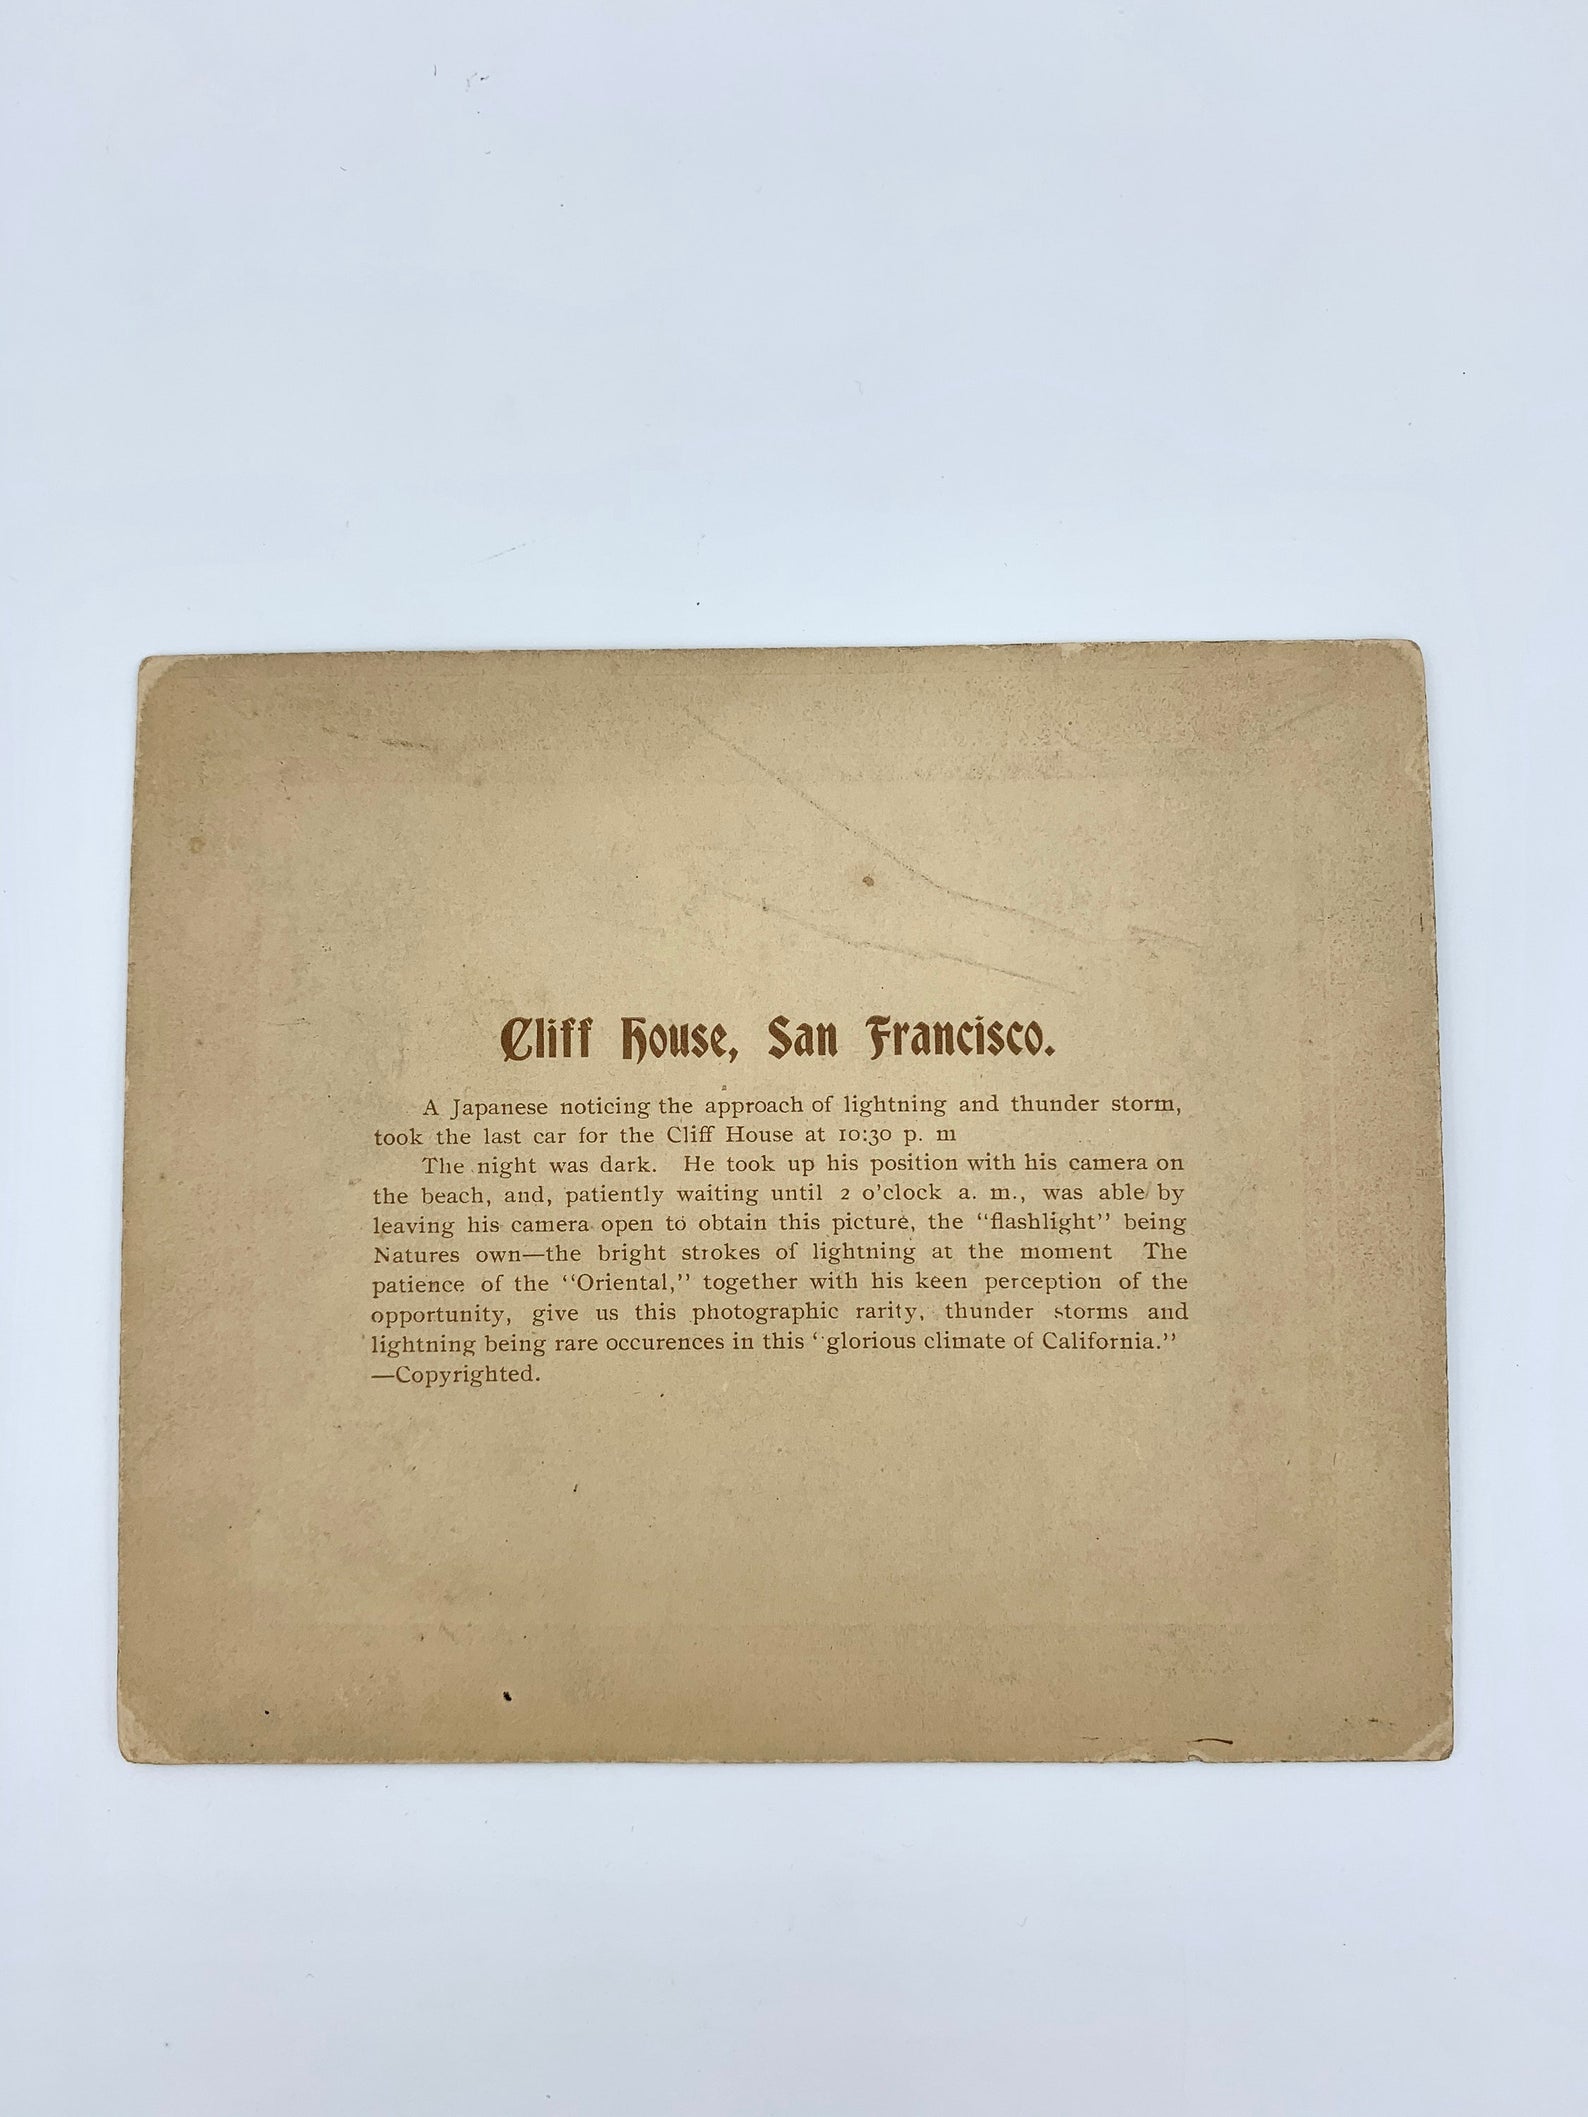 Cliff House, San Francisco.
A Japanese noticing the approach of lightning and thunder storm,
took the last car for the Cliff House at 10:30 p. m
The night was dark. He took up his position with his camera on
the beach, and, patiently waiting until 2 o'clock a. m., was able by
leaving his camera open to obtain this picture, the "flashlight" being
Natures own—the bright strokes of lightning at the moment The
patience of the "Oriental," together with his keen perception of the
opportunity, give us this photographic rarity, thunder storms and
lightning being rare occurences in this "glorious climate of California."
—Copyrighted.